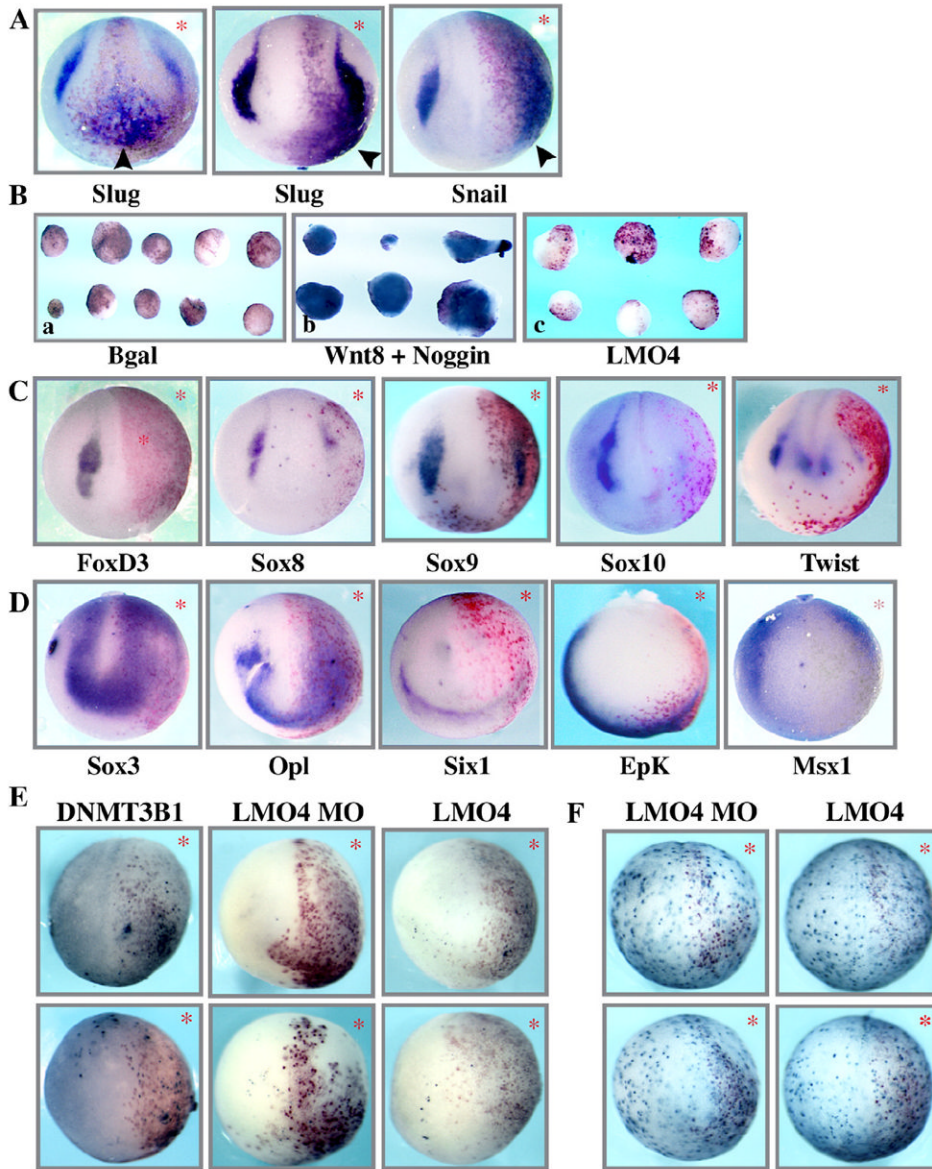 A
* * *
Slug Slug Snail
B
a b c
Bgal Wnt8 + Noggin LMO4
C
* * * * * *
FoxD3 Sox8 Sox9 Sox10 Twist
D
* * * * *
Sox3 Opl Six1 EpK Msx1
E DNMT3B1 LMO4 MO LMO4
* * *
* * *
F LMO4 MO LMO4
* *
* *